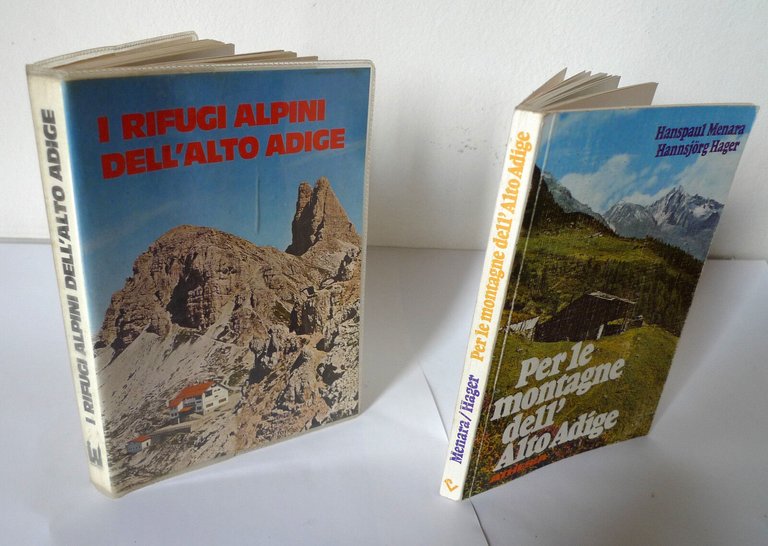 I RIFUGI ALPINI DELL'ALTO ADIGE
I RIFUGI ALPINI
DELL'ALTO ADIGE
Menara/Hager Per le montagne dell'Alto Adige
Hanspaul Menara
Hannsjörg Hager
Per le
montagne
dell'
Alto Adige